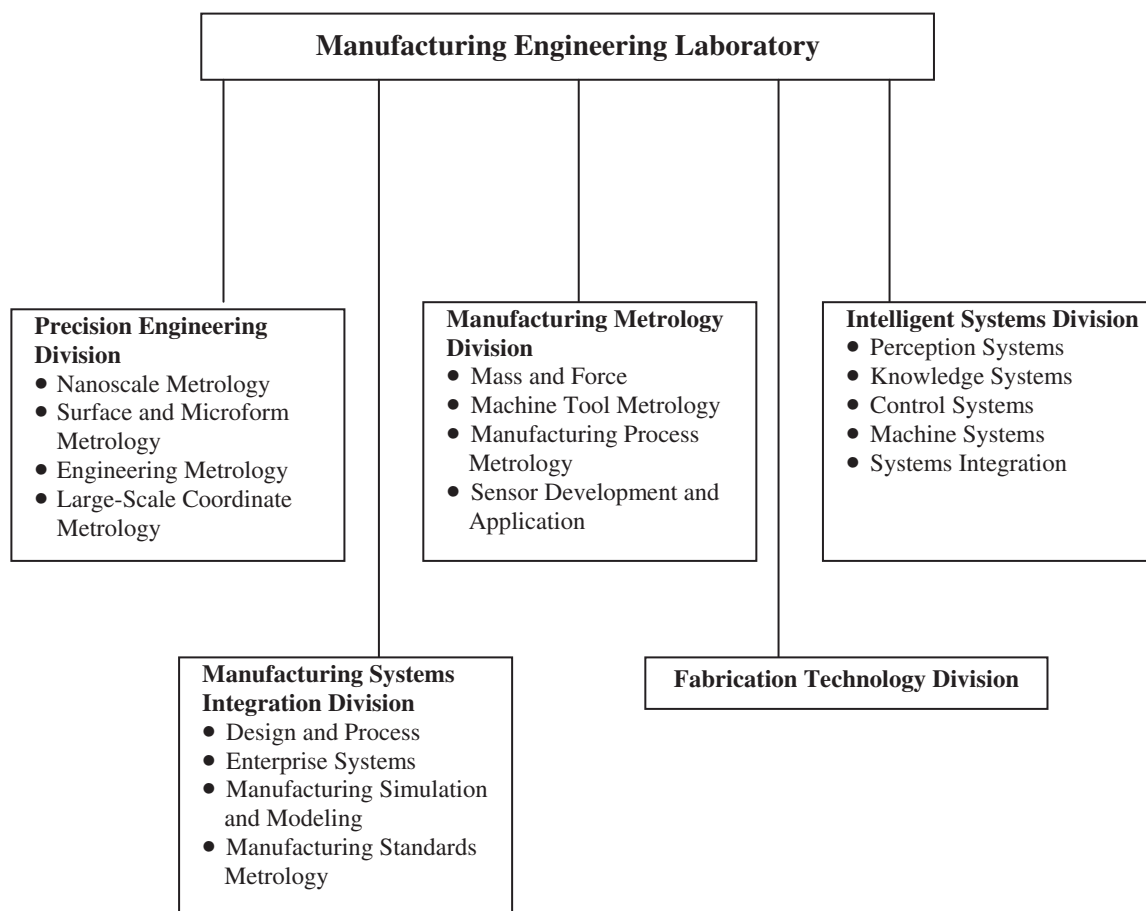 Manufacturing Engineering Laboratory
Precision Engineering
Division
● Nanoscale Metrology
● Surface and Microform
Metrology
● Engineering Metrology
● Large-Scale Coordinate
Metrology
Manufacturing Metrology
Division
● Mass and Force
● Machine Tool Metrology
● Manufacturing Process
Metrology
● Sensor Development and
Application
Intelligent Systems Division
● Perception Systems
● Knowledge Systems
● Control Systems
● Machine Systems
● Systems Integration
Manufacturing Systems
Integration Division
● Design and Process
● Enterprise Systems
● Manufacturing Simulation
and Modeling
● Manufacturing Standards
Metrology
Fabrication Technology Division